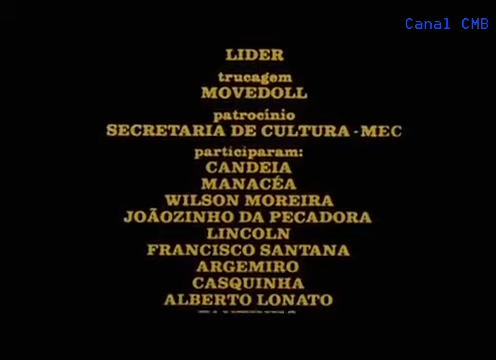 Canal CMB
LIDER
trucagem
MOVEDOLL
patrocínio
SECRETARIA DE CULTURA - MEC
participaram:
CANDEIA
MANACÉA
WILSON MOREIRA
JOÃOZINHO DA PECADORA
LINCOLN
FRANCISCO SANTANA
ARGEMIRO
CASQUINHA
ALBERTO LONATO